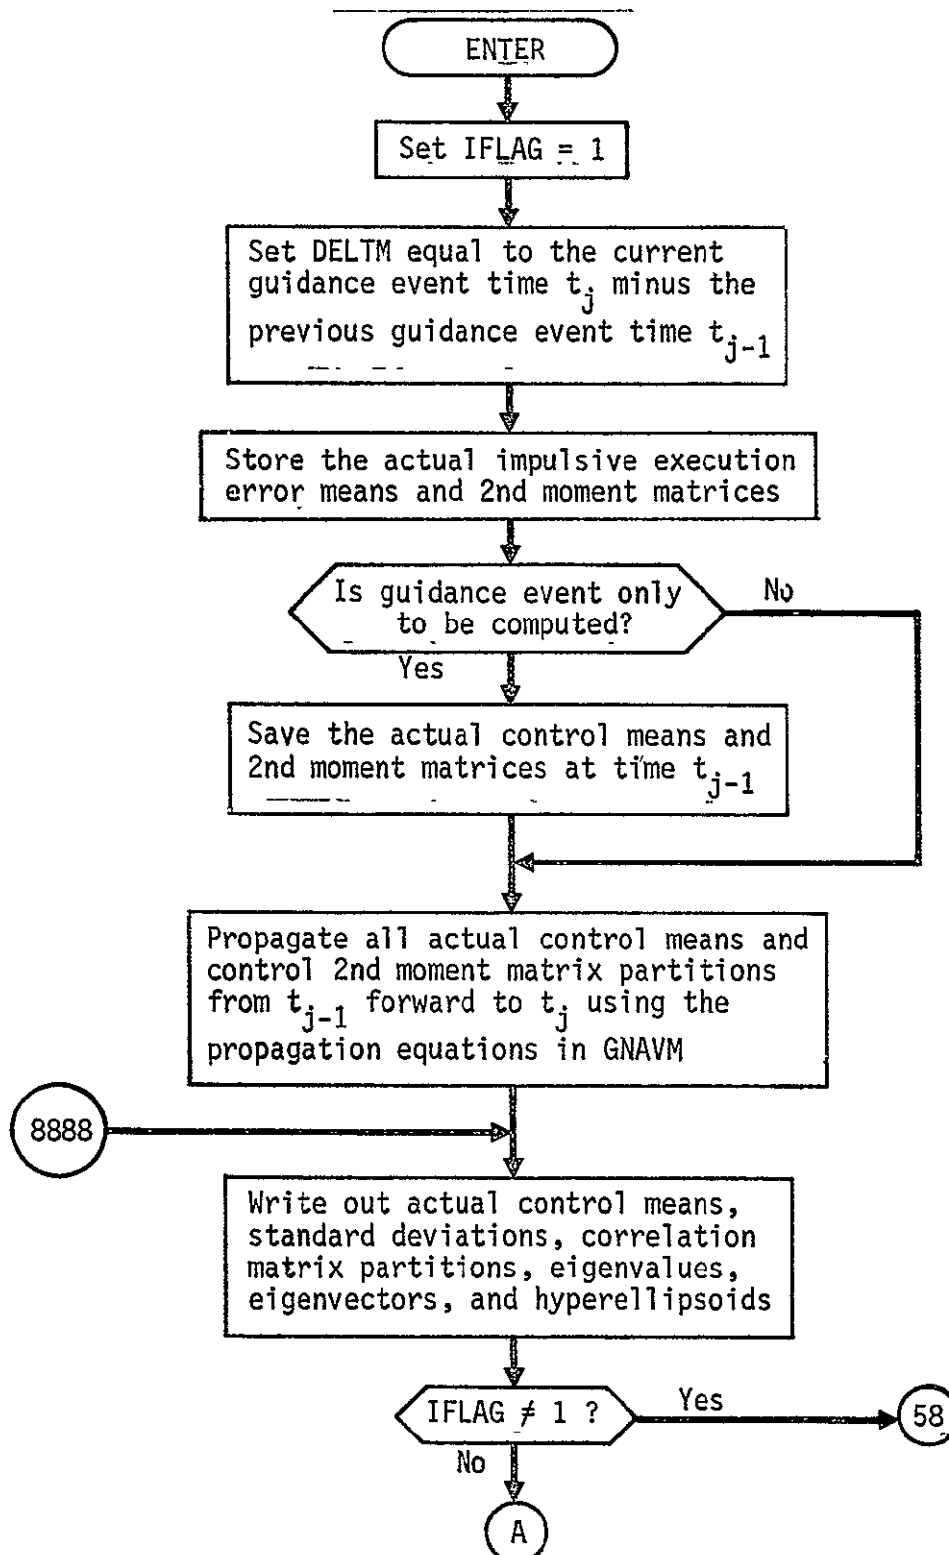 ENTER
Set IFLAG = 1
Set DELTM equal to the current
guidance event time t_j minus the
previous guidance event time t_{j-1}
Store the actual impulsive execution
error means and 2nd moment matrices
Is guidance event only
to be computed?
No
Yes
Save the actual control means and
2nd moment matrices at time t_{j-1}
Propagate all actual control means and
control 2nd moment matrix partitions
from t_{j-1} forward to t_j using the
propagation equations in GNAVM
8888
Write out actual control means,
standard deviations, correlation
matrix partitions, eigenvalues,
eigenvectors, and hyperellipsoids
IFLAG ≠ 1 ?
Yes
58
No
A